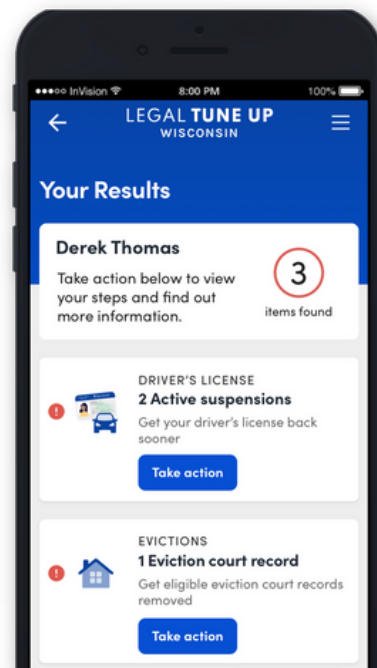 InVision 8:00 PM 100%
LEGAL TUNE UP
WISCONSIN
Your Results
Derek Thomas
Take action below to view
your steps and find out
more information.
3
items found
DRIVER'S LICENSE
2 Active suspensions
Get your driver's license back
sooner
Take action
EVICTIONS
1 Eviction court record
Get eligible eviction court records
removed
Take action